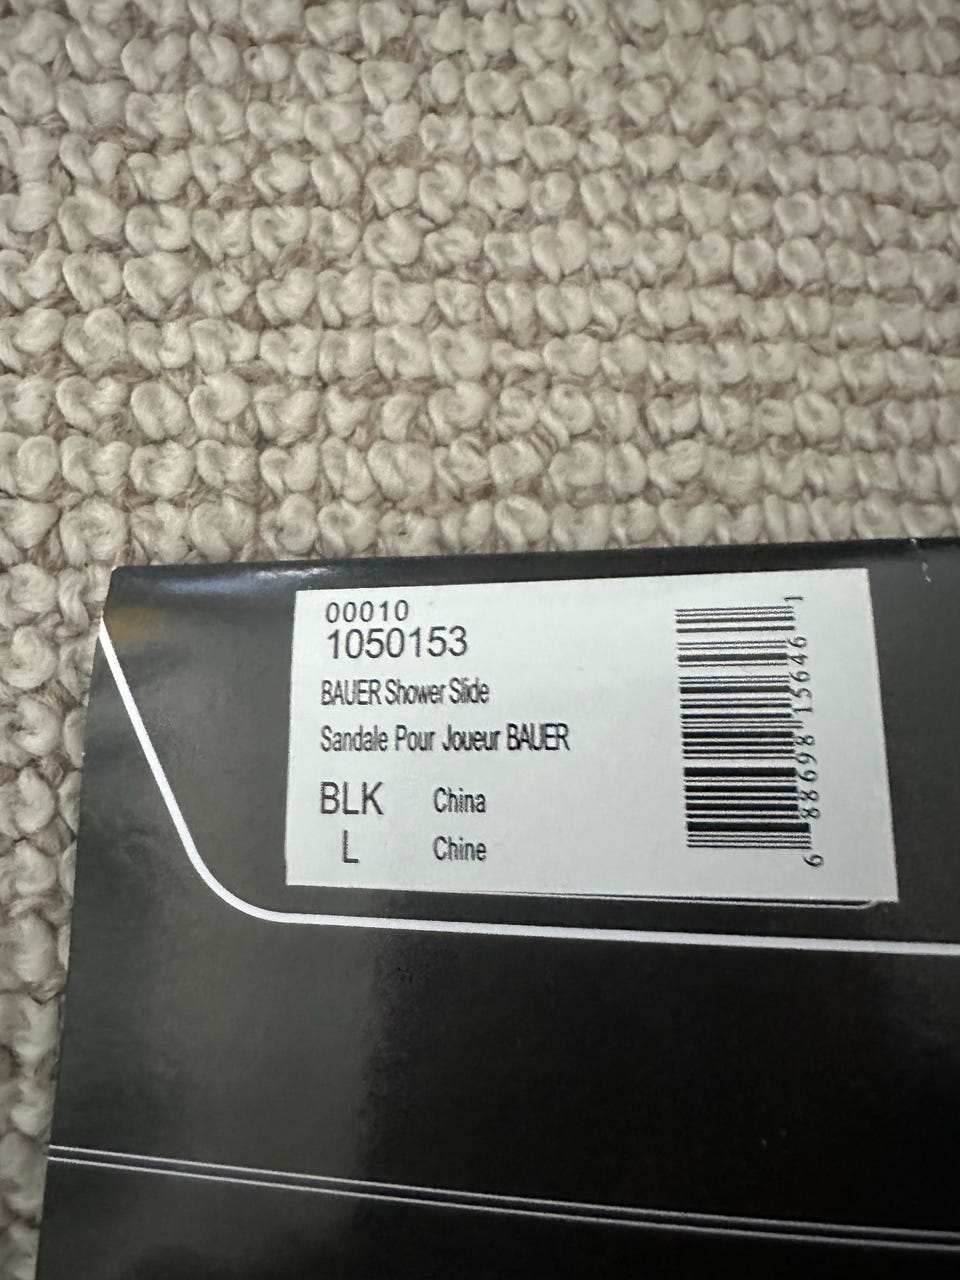 00010
1050153
BAUER Shower Slide
Sandale Pour Joueur BAUER
BLK China
L Chine
6 88698 15646 1